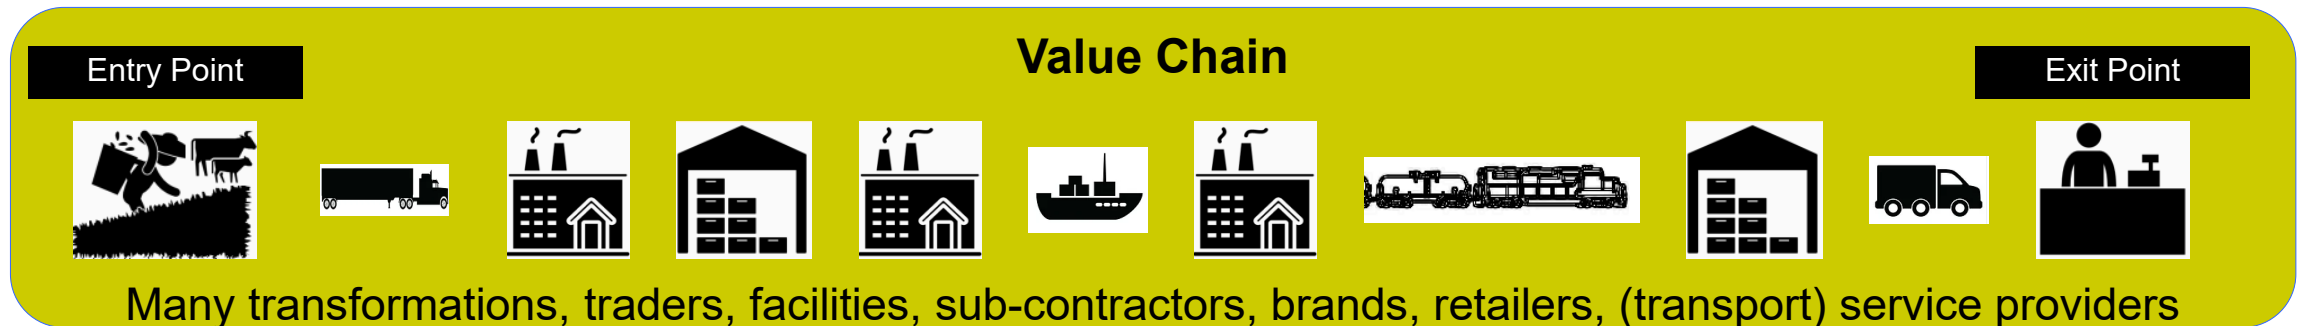 Value Chain
Entry Point
Exit Point
Many transformations, traders, facilities, sub-contractors, brands, retailers, (transport) service providers